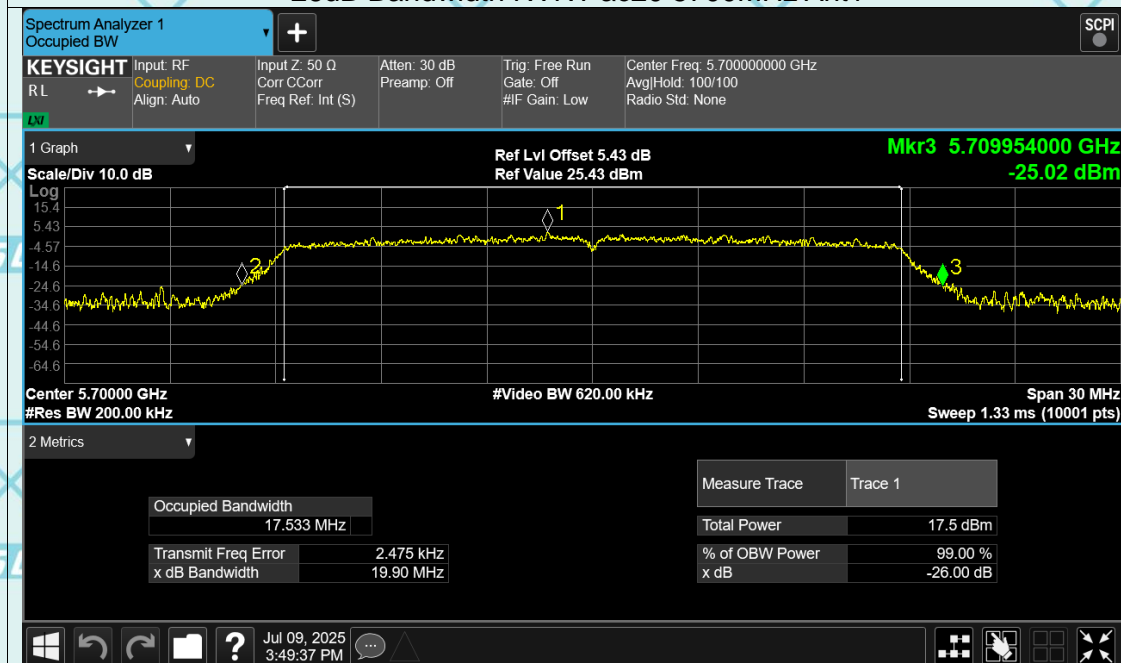 Spectrum Analyzer 1
Occupied BW
+
SCPI
KEYSIGHT
R L
LXI
Input: RF
Coupling: DC
Align: Auto
Input Z: 50 Ω
Corr CCorr
Freq Ref: Int (S)
Atten: 30 dB
Preamp: Off
Trig: Free Run
Gate: Off
#IF Gain: Low
Center Freq: 5.700000000 GHz
Avg|Hold: 100/100
Radio Std: None
1 Graph
Scale/Div 10.0 dB
Ref Lvl Offset 5.43 dB
Ref Value 25.43 dBm
Mkr3 5.709954000 GHz
-25.02 dBm
Log
15.4
5.43
-4.57
-14.6
-24.6
-34.6
-44.6
-54.6
-64.6
1
2
3
Center 5.70000 GHz
#Video BW 620.00 kHz
Span 30 MHz
#Res BW 200.00 kHz
Sweep 1.33 ms (10001 pts)
2 Metrics
Measure Trace Trace 1
Occupied Bandwidth
17.533 MHz
Total Power 17.5 dBm
Transmit Freq Error 2.475 kHz
% of OBW Power 99.00 %
x dB Bandwidth 19.90 MHz
x dB -26.00 dB
?
Jul 09, 2025
3:49:37 PM